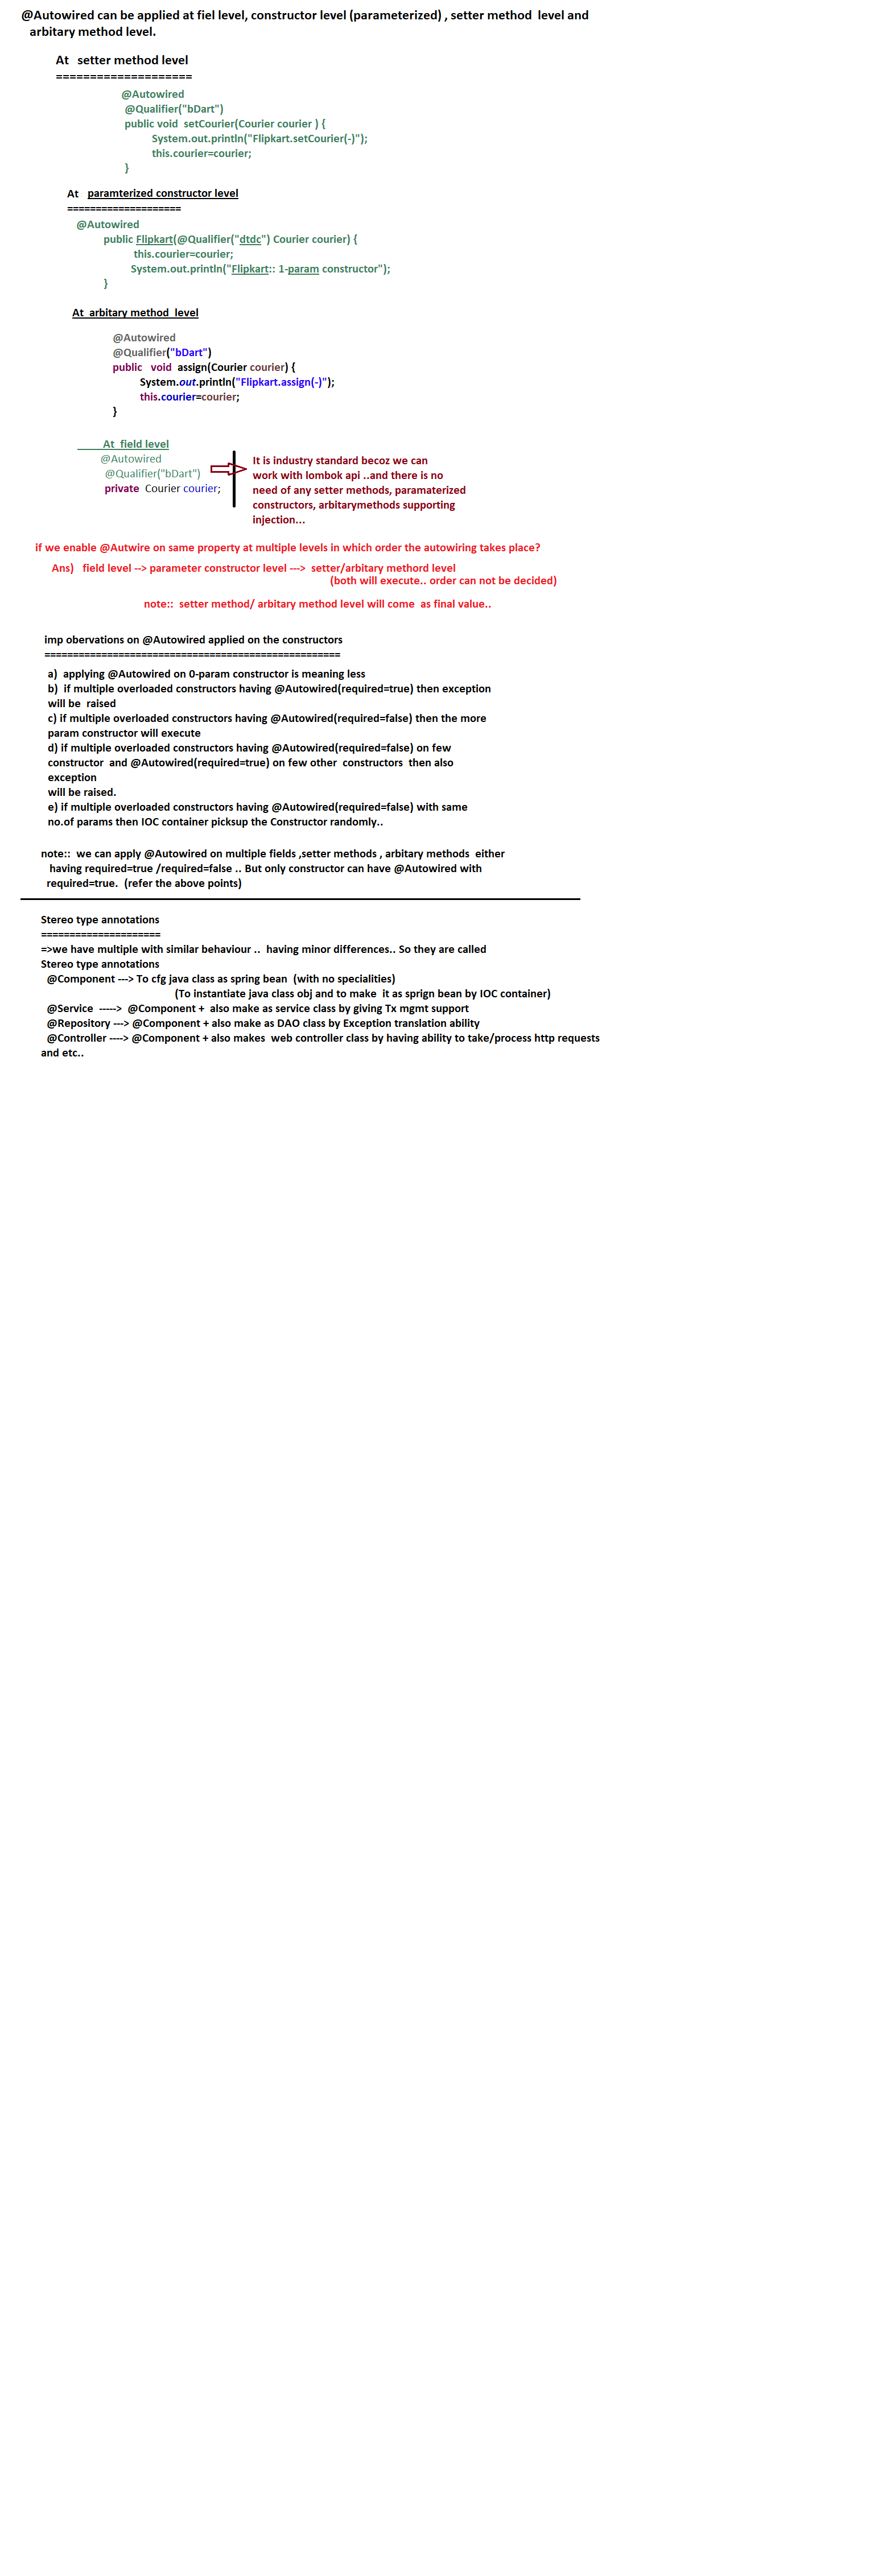 @Autowired can be applied at fiel level, constructor level (parameterized) , setter method level and
arbitary method level.
At setter method level
====================
@Autowired
@Qualifier("bDart")
public void setCourier(Courier courier ) {
System.out.println("Flipkart.setCourier(-)");
this.courier=courier;
}
At paramterized constructor level
====================
@Autowired
public Flipkart(@Qualifier("dtdc") Courier courier) {
this.courier=courier;
System.out.println("Flipkart:: 1-param constructor");
}
At arbitary method level
@Autowired
@Qualifier("bDart")
public void assign(Courier courier) {
System.out.println("Flipkart.assign(-)");
this.courier=courier;
}
At field level
@Autowired
@Qualifier("bDart")
private Courier courier;
It is industry standard becoz we can
work with lombok api ..and there is no
need of any setter methods, paramaterized
constructors, arbitarymethods supporting
injection...
if we enable @Autwire on same property at multiple levels in which order the autowiring takes place?
Ans) field level --> parameter constructor level ---> setter/arbitary methord level
(both will execute.. order can not be decided)
note:: setter method/ arbitary method level will come as final value..
imp obervations on @Autowired applied on the constructors
====================================================
a) applying @Autowired on 0-param constructor is meaning less
b) if multiple overloaded constructors having @Autowired(required=true) then exception
will be raised
c) if multiple overloaded constructors having @Autowired(required=false) then the more
param constructor will execute
d) if multiple overloaded constructors having @Autowired(required=false) on few
constructor and @Autowired(required=true) on few other constructors then also
exception
will be raised.
e) if multiple overloaded constructors having @Autowired(required=false) with same
no.of params then IOC container picksup the Constructor randomly..
note:: we can apply @Autowired on multiple fields ,setter methods , arbitary methods either
having required=true /required=false .. But only constructor can have @Autowired with
required=true. (refer the above points)
Stereo type annotations
=====================
=>we have multiple with similar behaviour .. having minor differences.. So they are called
Stereo type annotations
@Component ---> To cfg java class as spring bean (with no specialities)
(To instantiate java class obj and to make it as sprign bean by IOC container)
@Service -----> @Component + also make as service class by giving Tx mgmt support
@Repository ---> @Component + also make as DAO class by Exception translation ability
@Controller ----> @Component + also makes web controller class by having ability to take/process http requests
and etc..